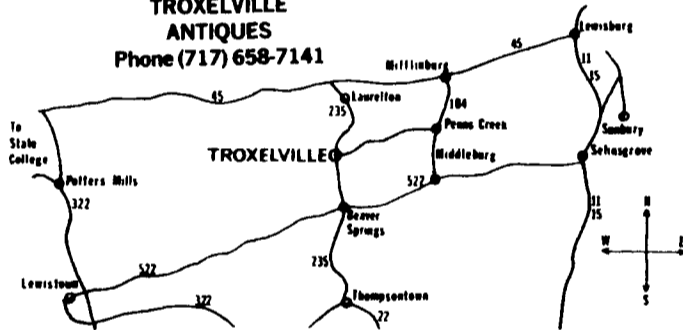 TROXELVILLE
ANTIQUES
Phone (717) 658-7141
Lewisburg
45
11
15
Mifflinburg
45
Laurelton
235
104
Penns Creek
Sunbury
To
State
College
TROXELVILLE
Middleburg
Selinsgrove
Potters Mills
322
522
Beaver
Springs
11
15
N
W
E
S
522
235
Lewistown
322
Thompsontown
22